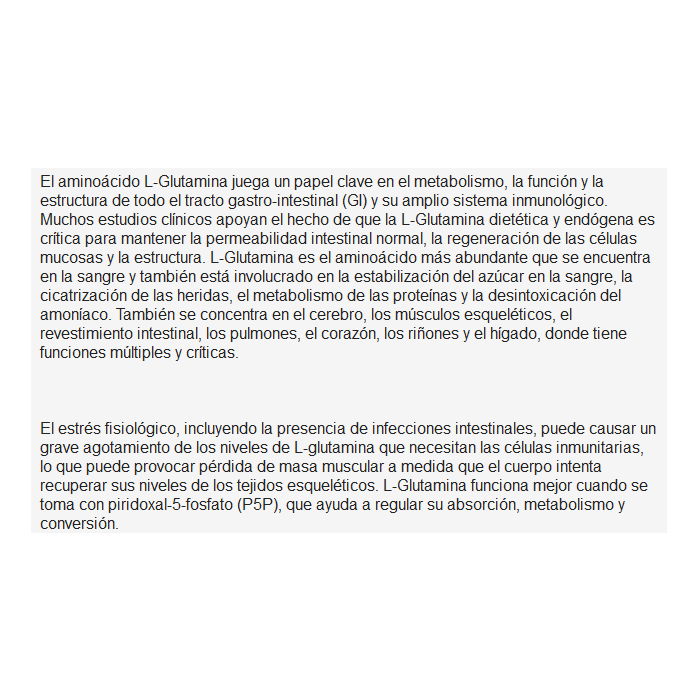 El aminoácido L-Glutamina juega un papel clave en el metabolismo, la función y la
estructura de todo el tracto gastro-intestinal (GI) y su amplio sistema inmunológico.
Muchos estudios clínicos apoyan el hecho de que la L-Glutamina dietética y endógena es
crítica para mantener la permeabilidad intestinal normal, la regeneración de las células
mucosas y la estructura. L-Glutamina es el aminoácido más abundante que se encuentra
en la sangre y también está involucrado en la estabilización del azúcar en la sangre, la
cicatrización de las heridas, el metabolismo de las proteínas y la desintoxicación del
amoníaco. También se concentra en el cerebro, los músculos esqueléticos, el
revestimiento intestinal, los pulmones, el corazón, los riñones y el hígado, donde tiene
funciones múltiples y críticas.
El estrés fisiológico, incluyendo la presencia de infecciones intestinales, puede causar un
grave agotamiento de los niveles de L-glutamina que necesitan las células inmunitarias,
lo que puede provocar pérdida de masa muscular a medida que el cuerpo intenta
recuperar sus niveles de los tejidos esqueléticos. L-Glutamina funciona mejor cuando se
toma con piridoxal-5-fosfato (P5P), que ayuda a regular su absorción, metabolismo y
conversión.